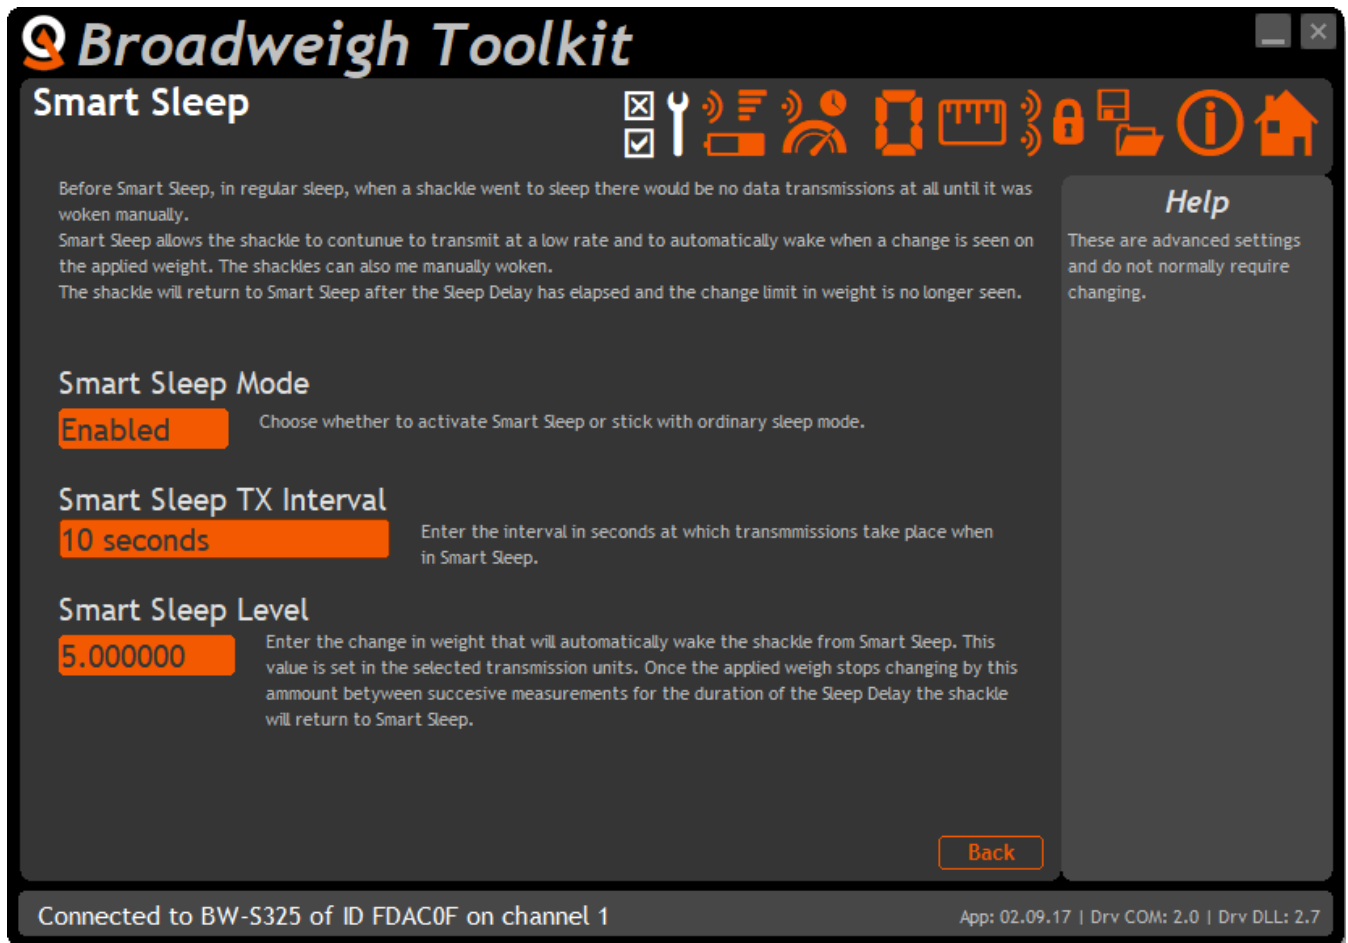 Broadweigh Toolkit
Smart Sleep
Before Smart Sleep, in regular sleep, when a shackle went to sleep there would be no data transmissions at all until it was
woken manually.
Smart Sleep allows the shackle to contunue to transmit at a low rate and to automatically wake when a change is seen on
the applied weight. The shackles can also me manually woken.
The shackle will return to Smart Sleep after the Sleep Delay has elapsed and the change limit in weight is no longer seen.
Smart Sleep Mode
Enabled
Choose whether to activate Smart Sleep or stick with ordinary sleep mode.
Smart Sleep TX Interval
10 seconds
Enter the interval in seconds at which transmmissions take place when
in Smart Sleep.
Smart Sleep Level
5.000000
Enter the change in weight that will automatically wake the shackle from Smart Sleep. This
value is set in the selected transmission units. Once the applied weigh stops changing by this
ammount betyween succesive measurements for the duration of the Sleep Delay the shackle
will return to Smart Sleep.
Back
Help
These are advanced settings
and do not normally require
changing.
Connected to BW-S325 of ID FDAC0F on channel 1
App: 02.09.17 | Drv COM: 2.0 | Drv DLL: 2.7